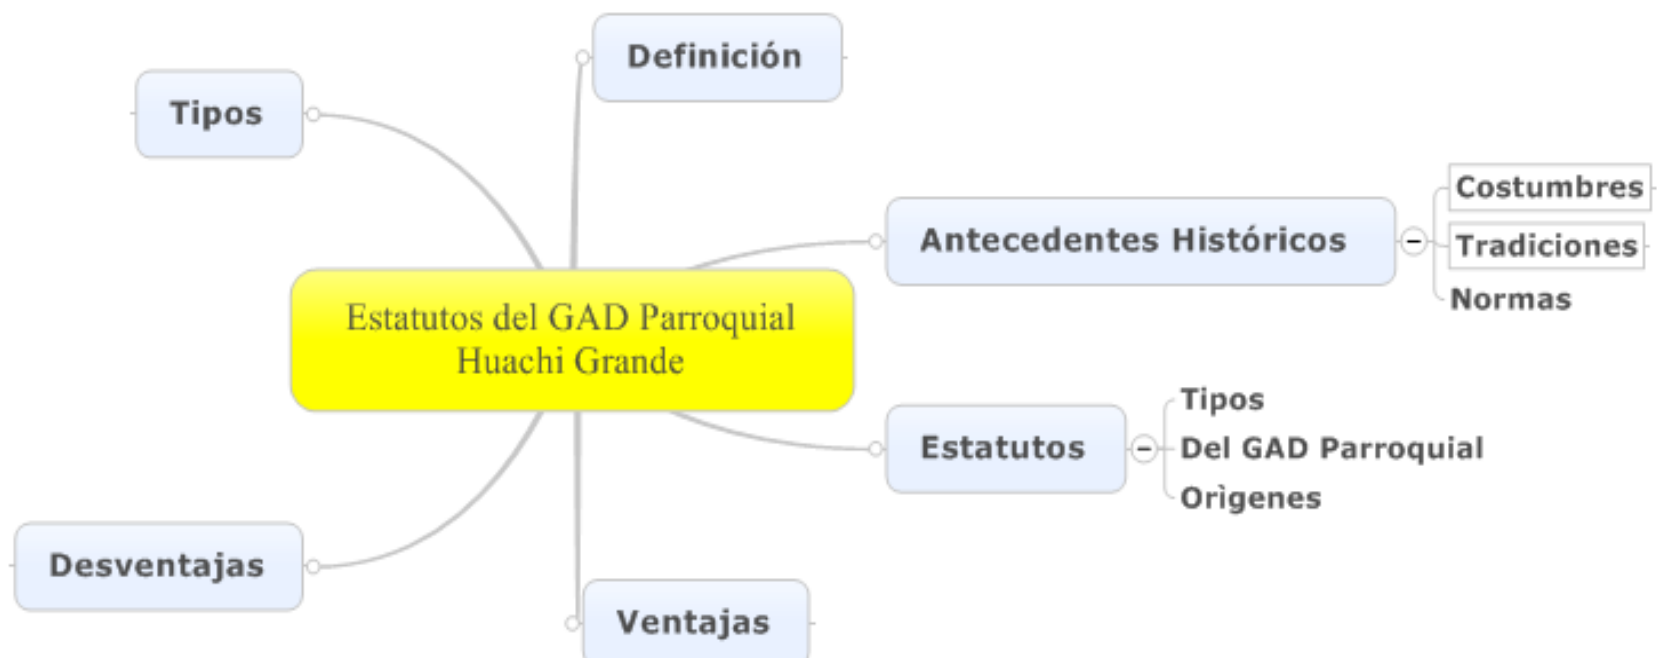 Definición
Tipos
Antecedentes Históricos
Costumbres
Tradiciones
Normas
Estatutos del GAD Parroquial
Huachi Grande
Estatutos
Tipos
Del GAD Parroquial
Orìgenes
Desventajas
Ventajas